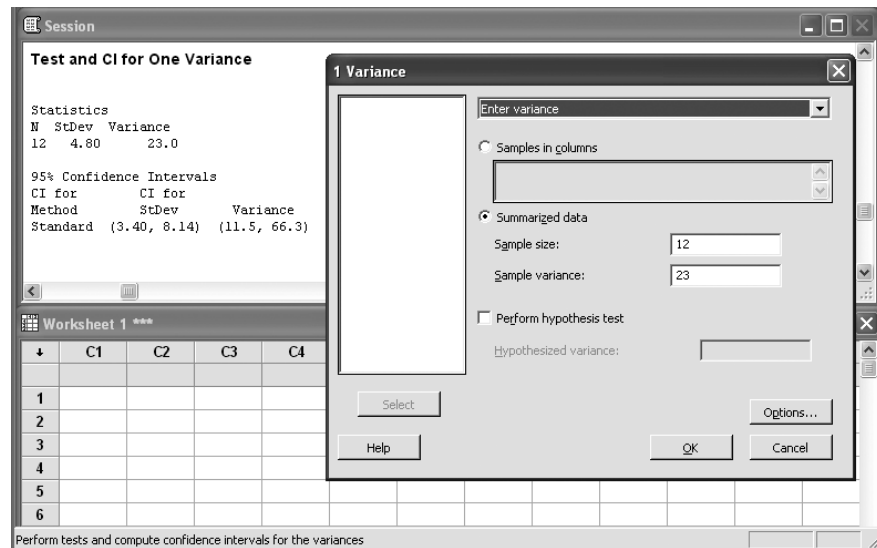 Session
Test and CI for One Variance
Statistics
N StDev Variance
12 4.80 23.0
95% Confidence Intervals
CI for CI for
Method StDev Variance
Standard (3.40, 8.14) (11.5, 66.3)
1 Variance
Enter variance
Samples in columns
Summarized data
Sample size: 12
Sample variance: 23
Perform hypothesis test
Hypothesized variance:
Select
Options...
Help OK Cancel
Worksheet 1 ***
C1 C2 C3 C4
1
2
3
4
5
6
Perform tests and compute confidence intervals for the variances